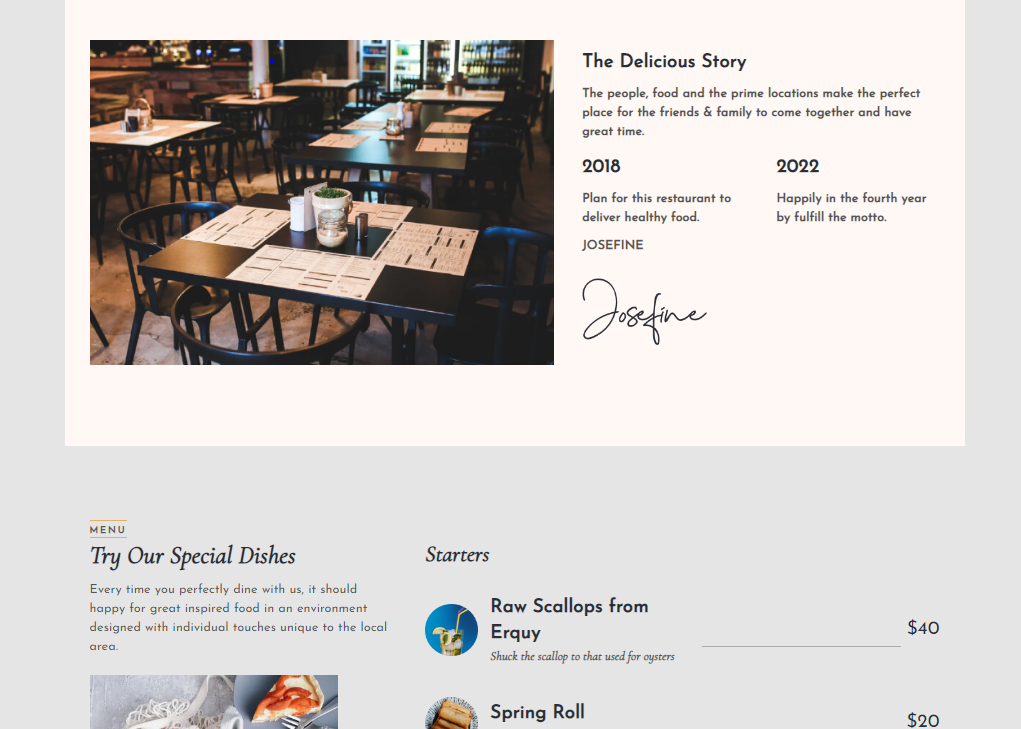 The Delicious Story
The people, food and the prime locations make the perfect
place for the friends & family to come together and have
great time.
2018
Plan for this restaurant to
deliver healthy food.
2022
Happily in the fourth year
by fulfill the motto.
JOSEFINE
Josefine
MENU
Try Our Special Dishes
Every time you perfectly dine with us, it should
happy for great inspired food in an environment
designed with individual touches unique to the local
area.
Starters
Raw Scallops from
Erquy
Shuck the scallop to that used for oysters
$40
Spring Roll
$20